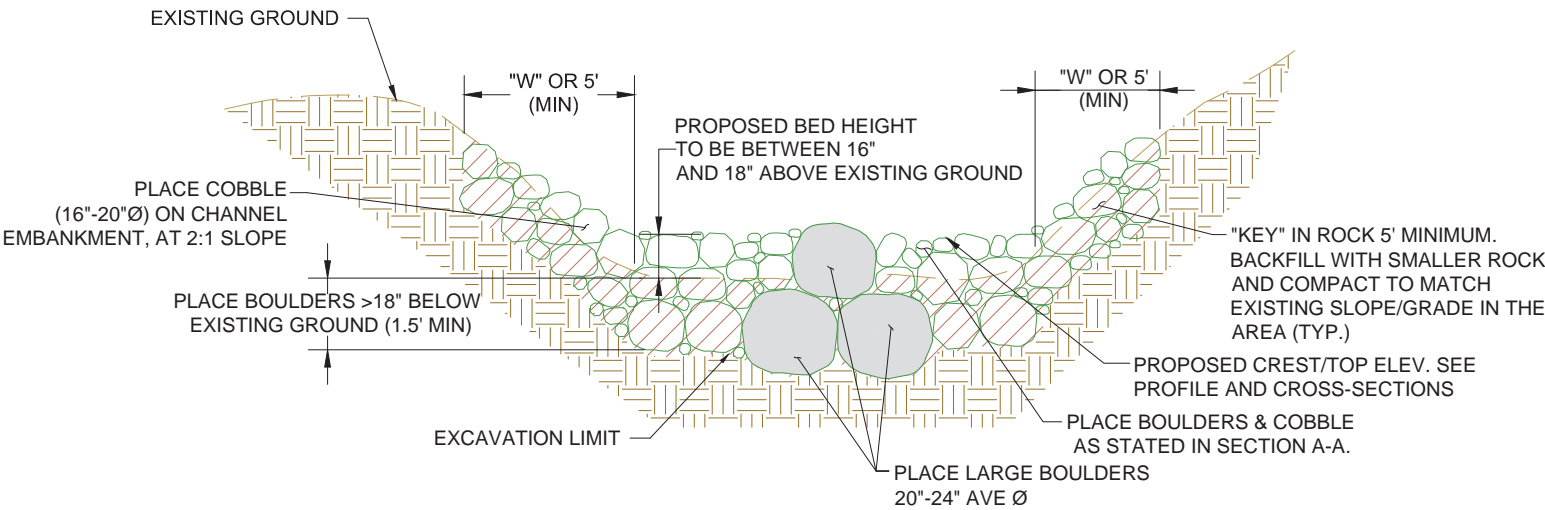 EXISTING GROUND
"W" OR 5'
(MIN)
"W" OR 5'
(MIN)
PROPOSED BED HEIGHT
TO BE BETWEEN 16"
AND 18" ABOVE EXISTING GROUND
PLACE COBBLE
(16"-20"Ø) ON CHANNEL
EMBANKMENT, AT 2:1 SLOPE
"KEY" IN ROCK 5' MINIMUM.
BACKFILL WITH SMALLER ROCK
AND COMPACT TO MATCH
EXISTING SLOPE/GRADE IN THE
AREA (TYP.)
PLACE BOULDERS >18" BELOW
EXISTING GROUND (1.5' MIN)
PROPOSED CREST/TOP ELEV. SEE
PROFILE AND CROSS-SECTIONS
PLACE BOULDERS & COBBLE
AS STATED IN SECTION A-A.
EXCAVATION LIMIT
PLACE LARGE BOULDERS
20"-24" AVE Ø